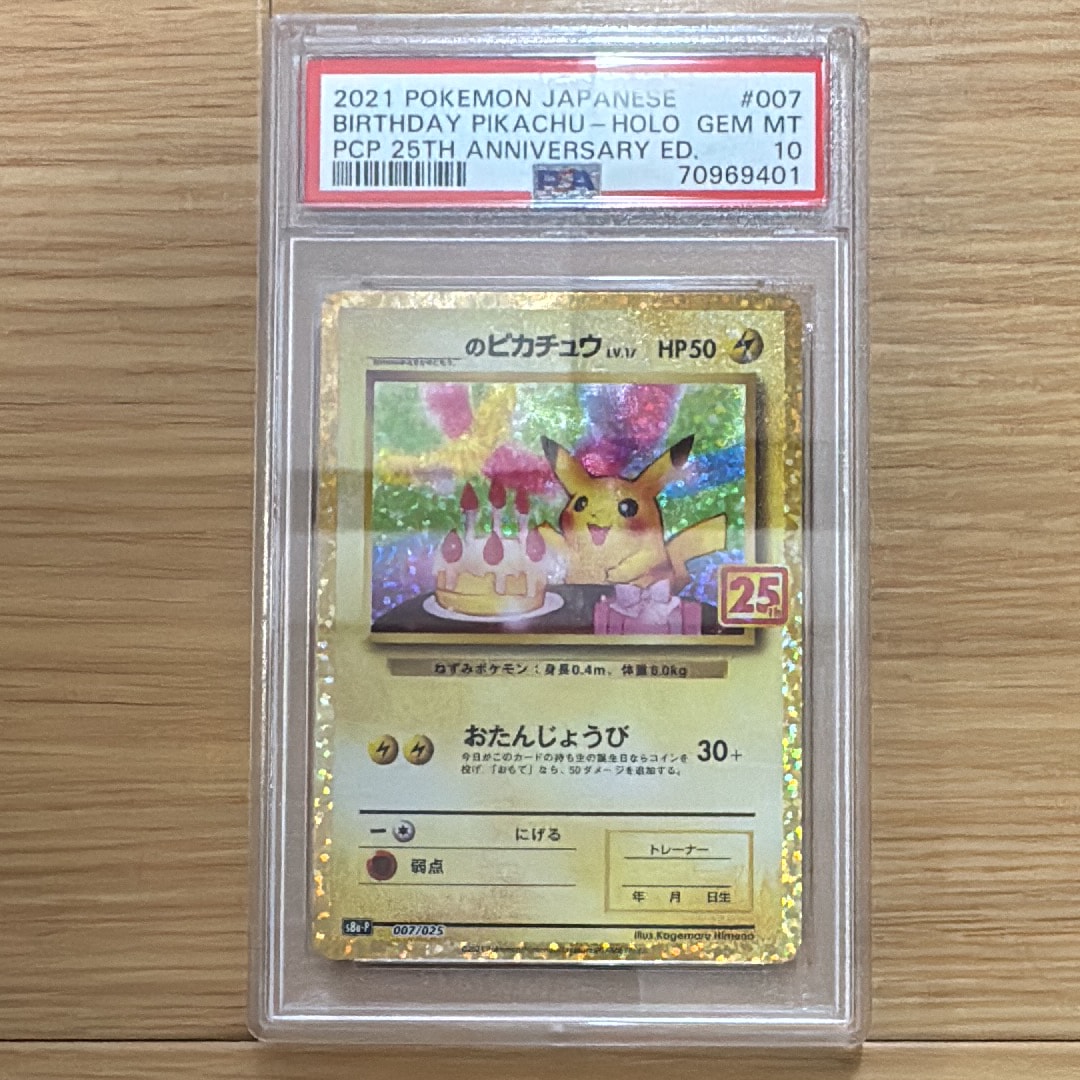 2021 POKEMON JAPANESE #007
BIRTHDAY PIKACHU-HOLO GEM MT
PCP 25TH ANNIVERSARY ED. 10
PSA 70969401
のピカチュウ LV.17 HP50
25Th
ねずみポケモン:身長0.4m、体重6.0kg
おたんじょうび 30+
今日がこのカードの持ち主の誕生日ならコインを
投げ「おもて」なら、50ダメージを追加する。
にげる
弱点
トレーナー
年 月 日生
s8a-P 007/025
illus.Kagemaru Himeno